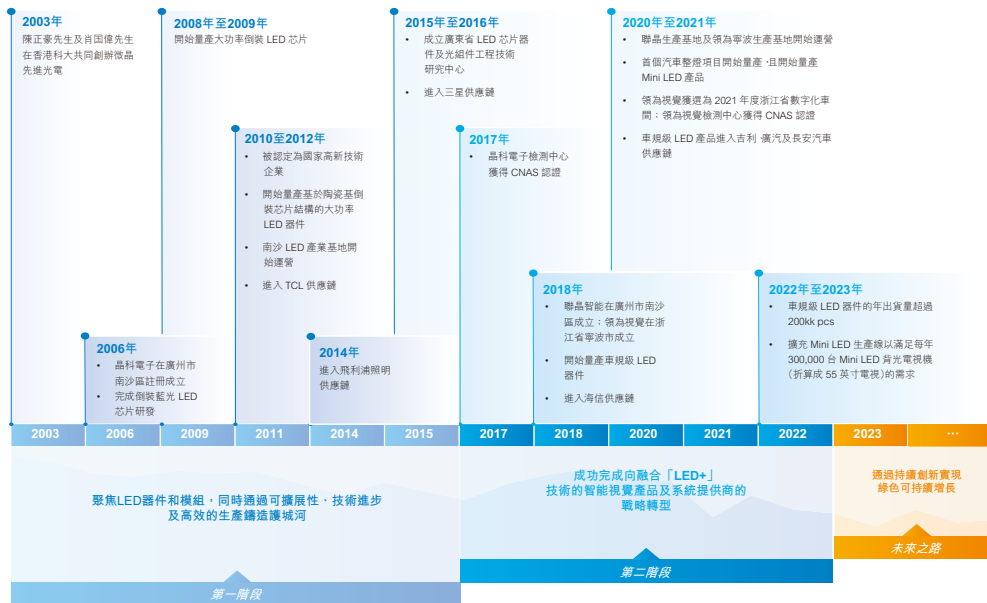 2003年
陳正豪先生及肖国偉先生
在香港科大共同創辦微晶
先進光電
2006年
• 晶科電子在廣州市
南沙區註冊成立
• 完成倒裝藍光 LED
芯片研發
2008年至2009年
開始量產大功率倒裝 LED 芯片
2010至2012年
• 被認定為國家高新技術
企業
• 開始量產基於陶瓷基倒
裝芯片結構的大功率
LED 器件
• 南沙 LED 產業基地開
始運營
• 進入 TCL 供應鏈
2014年
進入飛利浦照明
供應鏈
2015年至2016年
• 成立廣東省 LED 芯片器
件及光組件工程技術
研究中心
• 進入三星供應鏈
2017年
• 晶科電子檢測中心
獲得 CNAS 認證
2018年
• 聯晶智能在廣州市南沙
區成立；領為視覺在浙
江省寧波市成立
• 開始量產車規級 LED
器件
• 進入海信供應鏈
2020年至2021年
• 聯晶生產基地及領為寧波生產基地開始運營
• 首個汽車整燈項目開始量產，且開始量產
Mini LED 產品
• 領為視覺獲選為 2021 年度浙江省數字化車
間；領為視覺檢測中心獲得 CNAS 認證
• 車規級 LED 產品進入吉利、廣汽及長安汽車
供應鏈
2022年至2023年
• 車規級 LED 器件的年出貨量超過
200kk pcs
• 擴充 Mini LED 生產線以滿足每年
300,000 台 Mini LED 背光電視機
（折算成 55 英寸電視）的需求
2003 2006 2009 2011 2014 2015 2017 2018 2020 2021 2022 2023 …
聚焦LED器件和模組，同時通過可擴展性、技術進步
及高效的生產鑄造護城河
第一階段
成功完成向融合「LED+」
技術的智能視覺產品及系統提供商的
戰略轉型
第二階段
通過持續創新實現
綠色可持續增長
未來之路